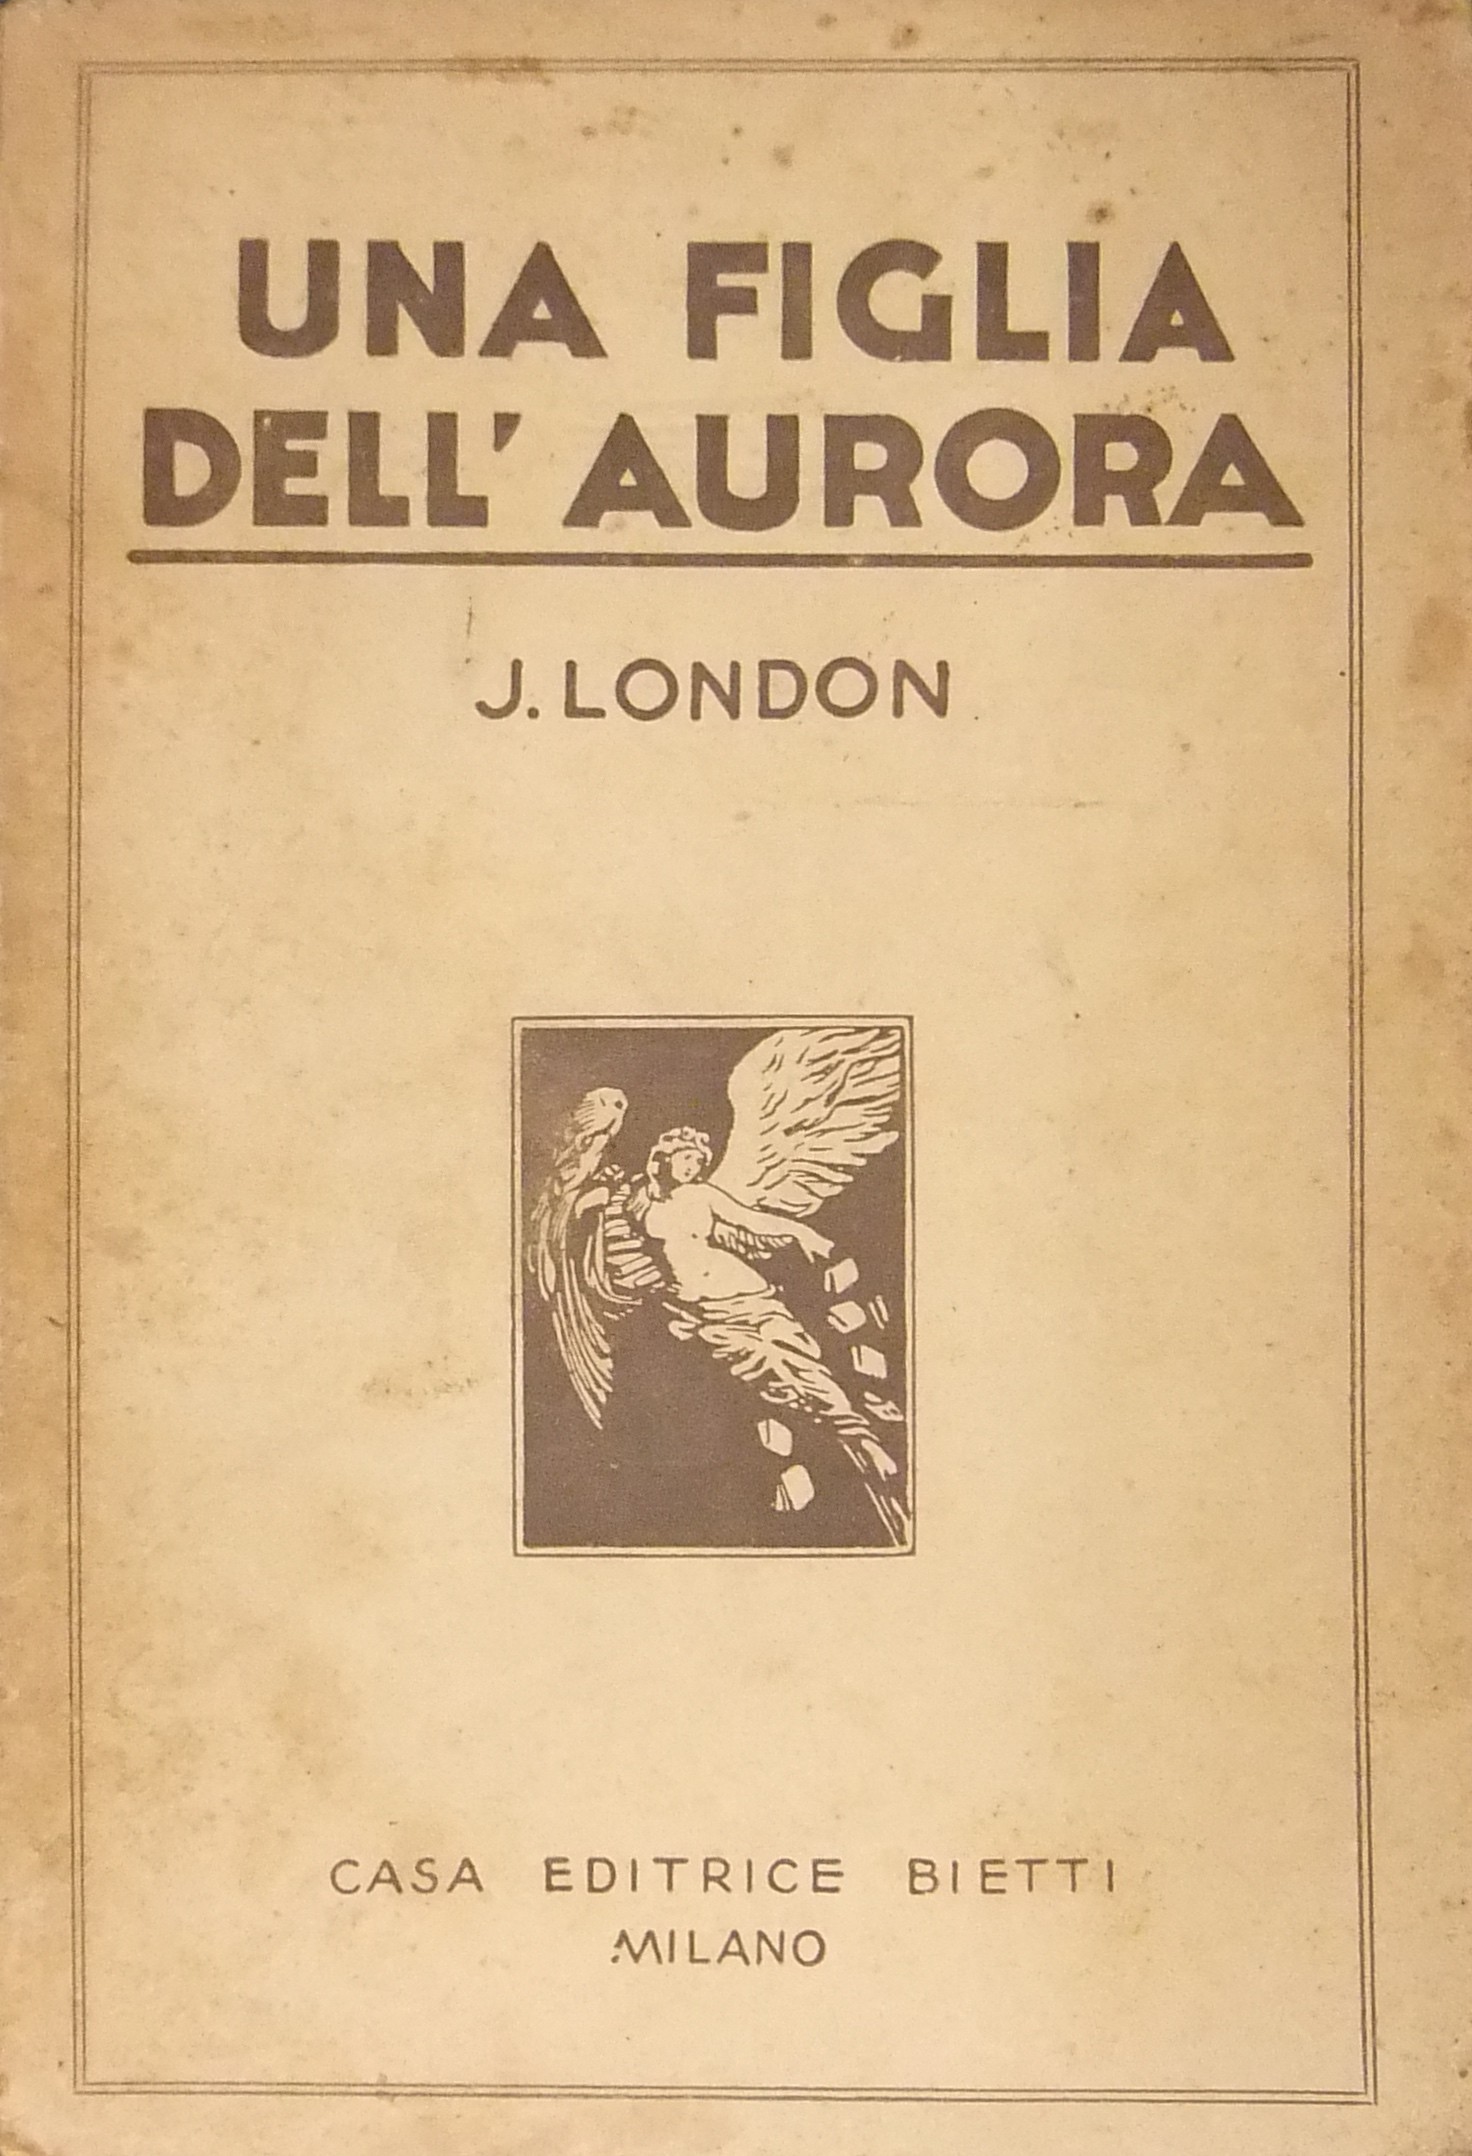 UNA FIGLIA
DELL' AURORA
J. LONDON
CASA EDITRICE BIETTI
MILANO